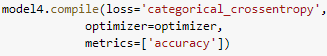 model4.compile(loss='categorical_crossentropy',
optimizer=optimizer,
metrics=['accuracy'])